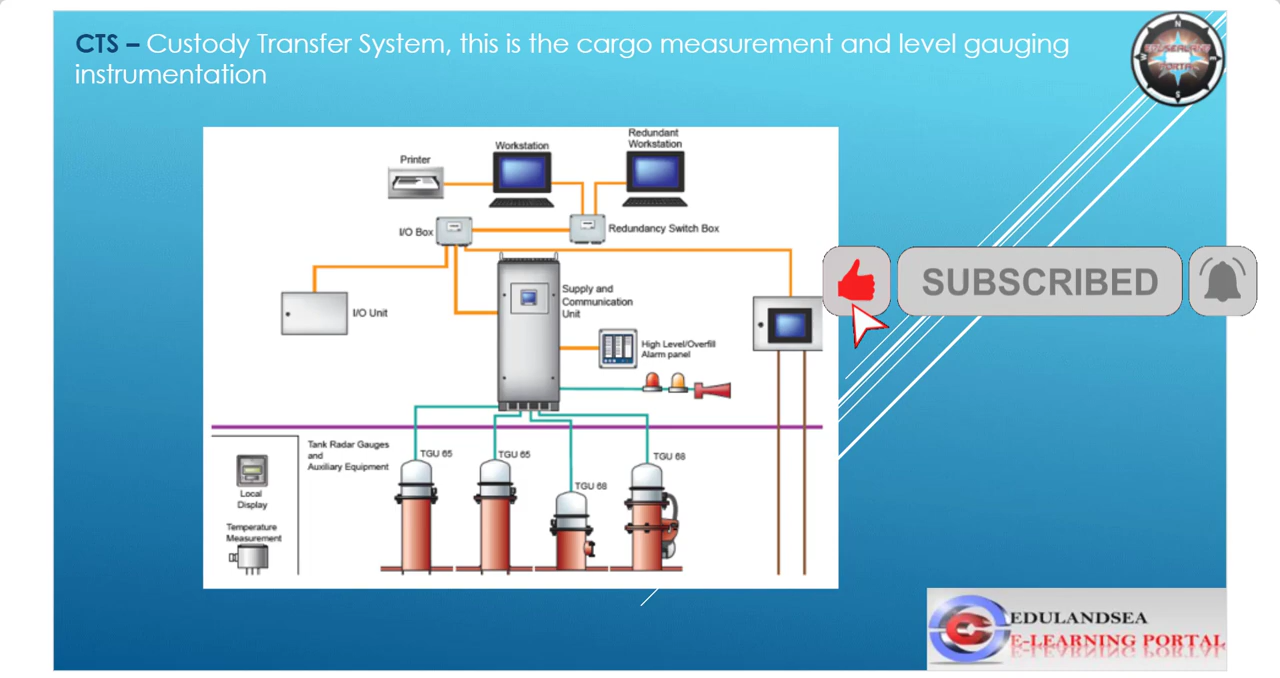 CTS – Custody Transfer System, this is the cargo measurement and level gauging
instrumentation
N
E
S
W
EDUSEALAND
PORTAL
Printer
Workstation
Redundant
Workstation
I/O Box
Redundancy Switch Box
I/O Unit
Supply and
Communication
Unit
SUBSCRIBED
High Level/Overfill
Alarm panel
Tank Radar Gauges
and
Auxiliary Equipment
TGU 65
TGU 65
TGU 68
TGU 68
Local
Display
Temperature
Measurement
EDULANDSEA
E-LEARNING PORTAL